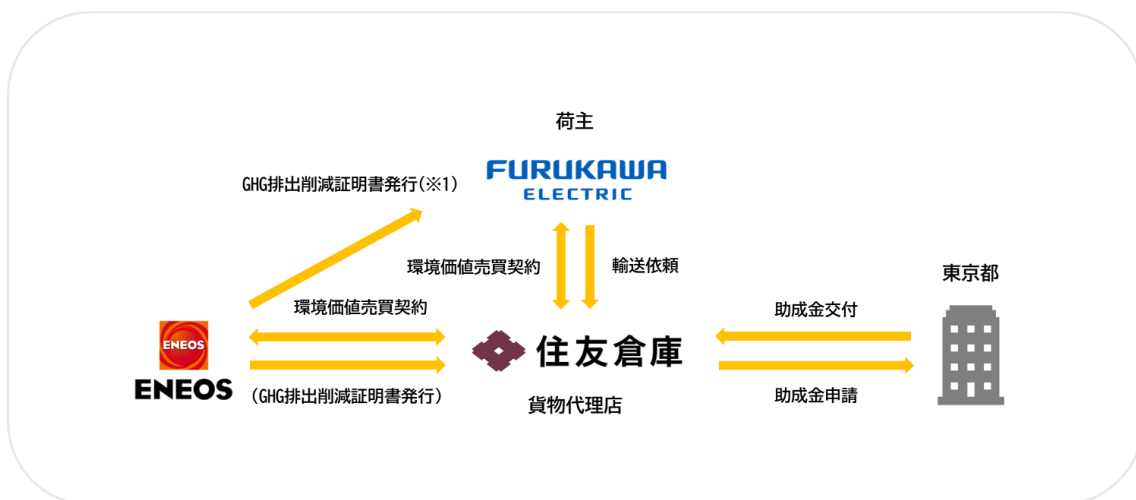 荷主
FURUKAWA
ELECTRIC
GHG排出削減証明書発行(※1)
環境価値売買契約
輸送依頼
東京都
環境価値売買契約
助成金交付
ENEOS
ENEOS
住友倉庫
(GHG排出削減証明書発行)
貨物代理店
助成金申請